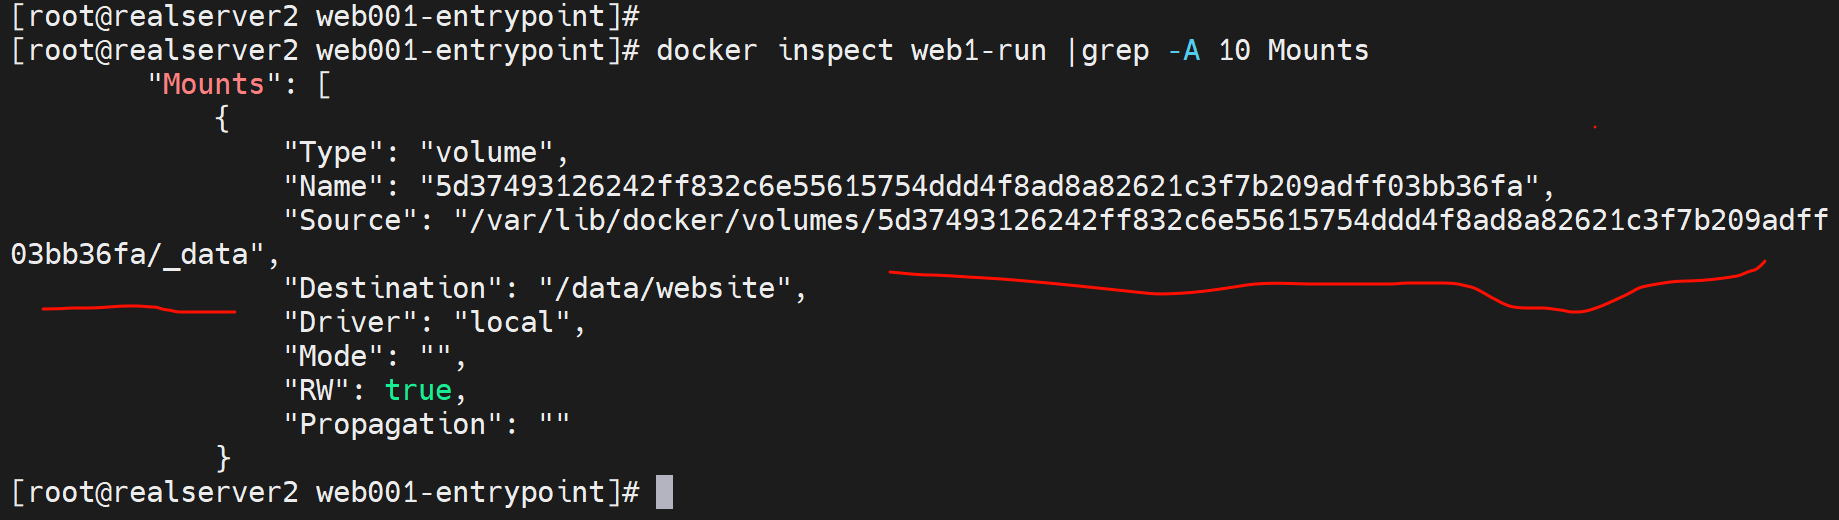 [root@realserver2 web001-entrypoint]#
[root@realserver2 web001-entrypoint]# docker inspect web1-run |grep -A 10 Mounts
        "Mounts": [
            {
                "Type": "volume",
                "Name": "5d37493126242ff832c6e55615754ddd4f8ad8a82621c3f7b209adff03bb36fa",
                "Source": "/var/lib/docker/volumes/5d37493126242ff832c6e55615754ddd4f8ad8a82621c3f7b209adff
03bb36fa/_data",
                "Destination": "/data/website",
                "Driver": "local",
                "Mode": "",
                "RW": true,
                "Propagation": ""
            }
[root@realserver2 web001-entrypoint]#